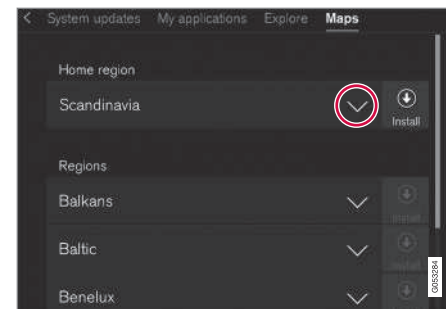 System updates My applications Explore Maps
Home region
Scandinavia
Install
Regions
Balkans
Install
Baltic
Install
Benelux
G053284